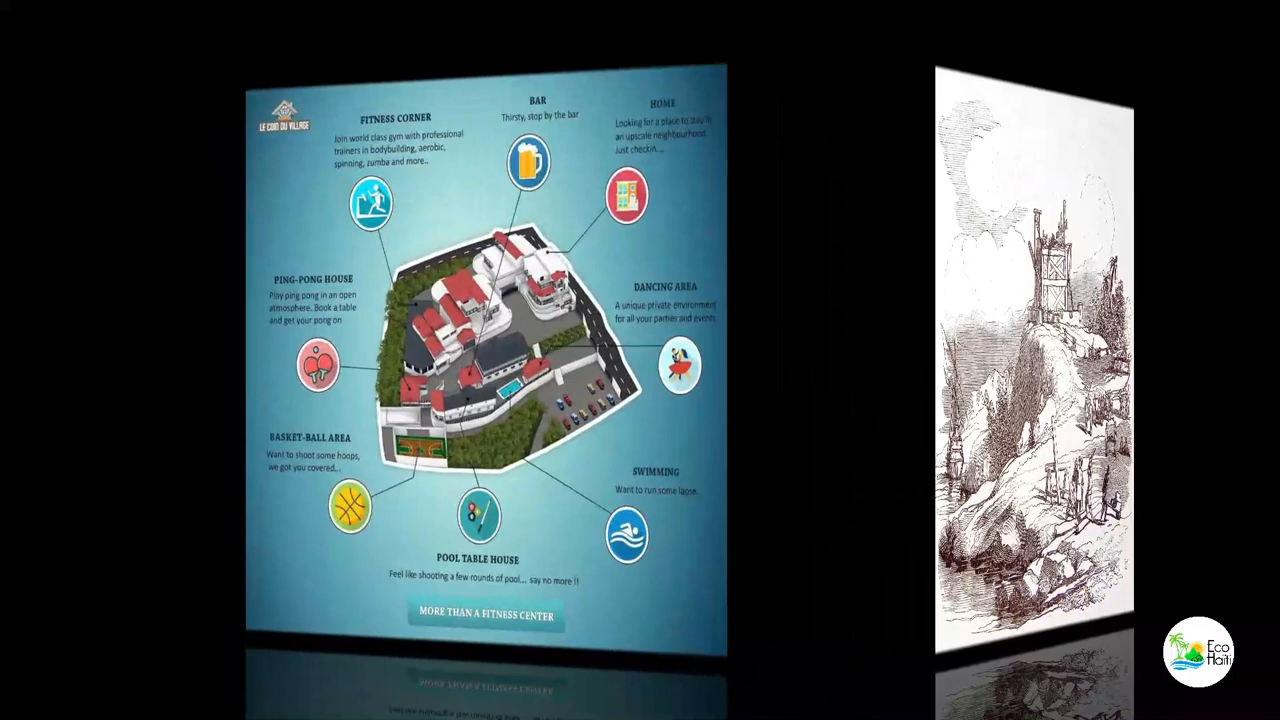 LE COIN DU VILLAGE
FITNESS CORNER
Join world class gym with professional
trainers in bodybuilding, aerobic,
spinning, zumba and more..
BAR
Thirsty, stop by the bar
HOME
Looking for a place to stay in
an upscale neighbourhood
Just checkin....
PING-PONG HOUSE
Play ping pong in an open
atmosphere. Book a table
and get your pong on
DANCING AREA
A unique private environment
for all your parties and events
BASKET-BALL AREA
Want to shoot some hoops,
we got you covered...
SWIMMING
Want to run some lapse.
POOL TABLE HOUSE
Feel like shooting a few rounds of pool.... say no more !!
MORE THAN A FITNESS CENTER
Eco
Haïti